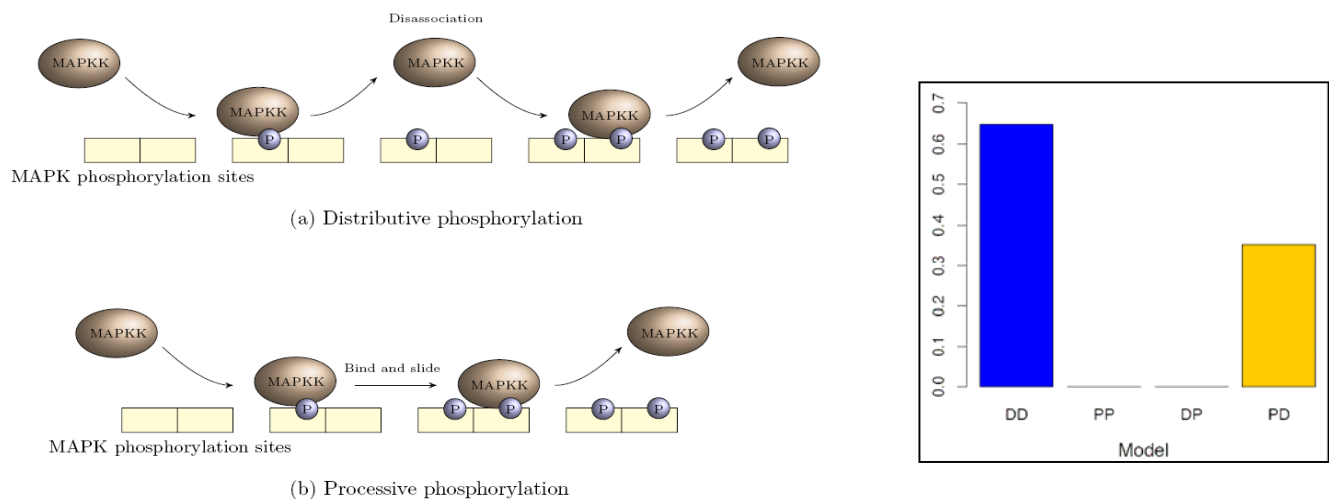 Disassociation
MAPKK
MAPKK
MAPKK
MAPKK
MAPKK
P
P
P
P
P
P
MAPK phosphorylation sites
(a) Distributive phosphorylation
MAPKK
MAPKK
Bind and slide
MAPKK
MAPKK
P
P
P
P
P
MAPK phosphorylation sites
(b) Processive phosphorylation
0.7
0.6
0.5
0.4
0.3
0.2
0.1
0.0
DD
PP
DP
PD
Model